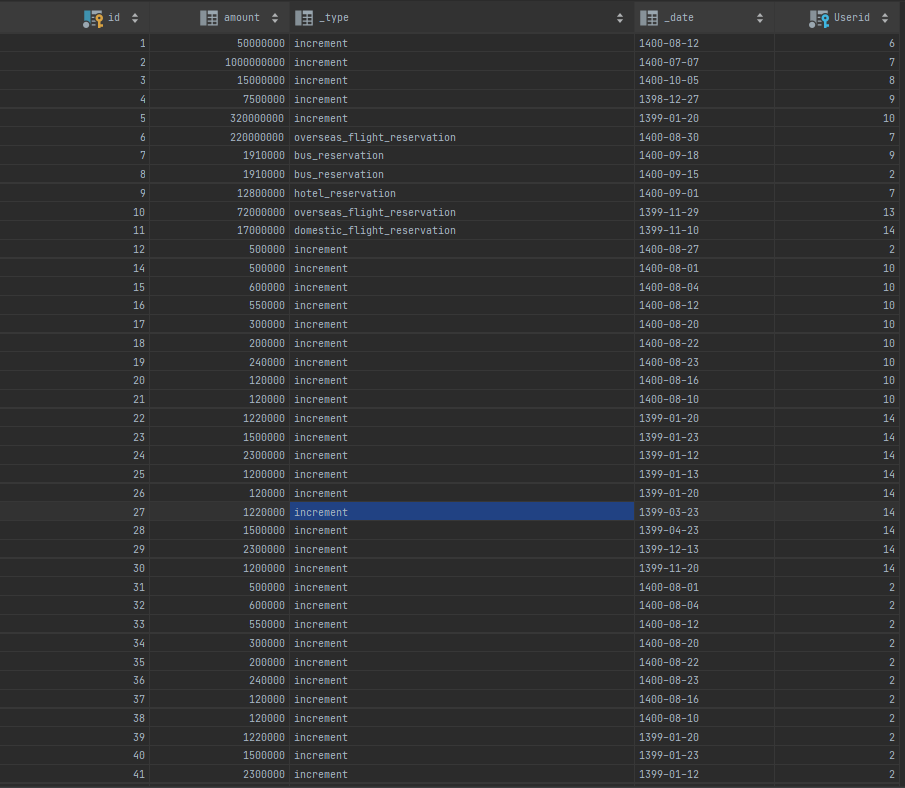 id amount _type _date Userid
1 50000000 increment 1400-08-12 6
2 1000000000 increment 1400-07-07 7
3 15000000 increment 1400-10-05 8
4 7500000 increment 1398-12-27 9
5 320000000 increment 1399-01-20 10
6 220000000 overseas_flight_reservation 1400-08-30 7
7 1910000 bus_reservation 1400-09-18 9
8 1910000 bus_reservation 1400-09-15 2
9 12800000 hotel_reservation 1400-09-01 7
10 72000000 overseas_flight_reservation 1399-11-29 13
11 17000000 domestic_flight_reservation 1399-11-10 14
12 500000 increment 1400-08-27 2
14 500000 increment 1400-08-01 10
15 600000 increment 1400-08-04 10
16 550000 increment 1400-08-12 10
17 300000 increment 1400-08-20 10
18 200000 increment 1400-08-22 10
19 240000 increment 1400-08-23 10
20 120000 increment 1400-08-16 10
21 120000 increment 1400-08-10 10
22 1220000 increment 1399-01-20 14
23 1500000 increment 1399-01-23 14
24 2300000 increment 1399-01-12 14
25 1200000 increment 1399-01-13 14
26 120000 increment 1399-01-20 14
27 1220000 increment 1399-03-23 14
28 1500000 increment 1399-04-23 14
29 2300000 increment 1399-12-13 14
30 1200000 increment 1399-11-20 14
31 500000 increment 1400-08-01 2
32 600000 increment 1400-08-04 2
33 550000 increment 1400-08-12 2
34 300000 increment 1400-08-20 2
35 200000 increment 1400-08-22 2
36 240000 increment 1400-08-23 2
37 120000 increment 1400-08-16 2
38 120000 increment 1400-08-10 2
39 1220000 increment 1399-01-20 2
40 1500000 increment 1399-01-23 2
41 2300000 increment 1399-01-12 2